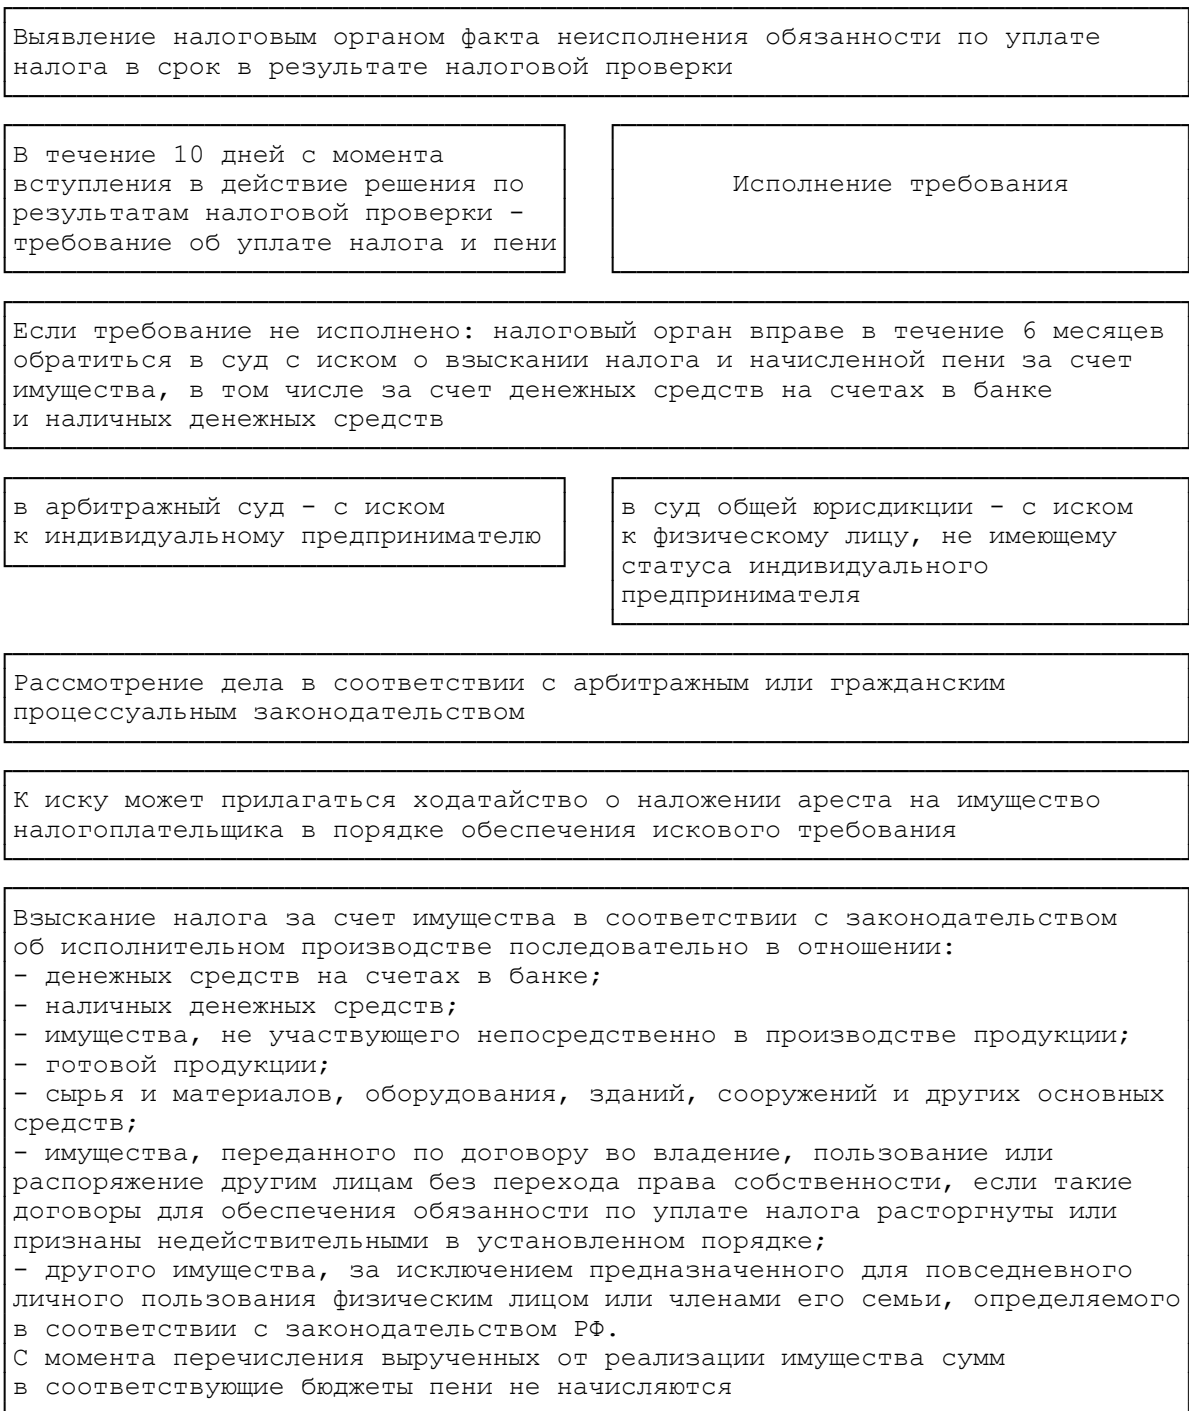 Выявление налоговым органом факта неисполнения обязанности по уплате
налога в срок в результате налоговой проверки
В течение 10 дней с момента
вступления в действие решения по
результатам налоговой проверки -
требование об уплате налога и пени
Исполнение требования
Если требование не исполнено: налоговый орган вправе в течение 6 месяцев
обратиться в суд с иском о взыскании налога и начисленной пени за счет
имущества, в том числе за счет денежных средств на счетах в банке
и наличных денежных средств
в арбитражный суд - с иском
к индивидуальному предпринимателю
в суд общей юрисдикции - с иском
к физическому лицу, не имеющему
статуса индивидуального
предпринимателя
Рассмотрение дела в соответствии с арбитражным или гражданским
процессуальным законодательством
К иску может прилагаться ходатайство о наложении ареста на имущество
налогоплательщика в порядке обеспечения искового требования
Взыскание налога за счет имущества в соответствии с законодательством
об исполнительном производстве последовательно в отношении:
- денежных средств на счетах в банке;
- наличных денежных средств;
- имущества, не участвующего непосредственно в производстве продукции;
- готовой продукции;
- сырья и материалов, оборудования, зданий, сооружений и других основных
средств;
- имущества, переданного по договору во владение, пользование или
распоряжение другим лицам без перехода права собственности, если такие
договоры для обеспечения обязанности по уплате налога расторгнуты или
признаны недействительными в установленном порядке;
- другого имущества, за исключением предназначенного для повседневного
личного пользования физическим лицом или членами его семьи, определяемого
в соответствии с законодательством РФ.
С момента перечисления вырученных от реализации имущества сумм
в соответствующие бюджеты пени не начисляются